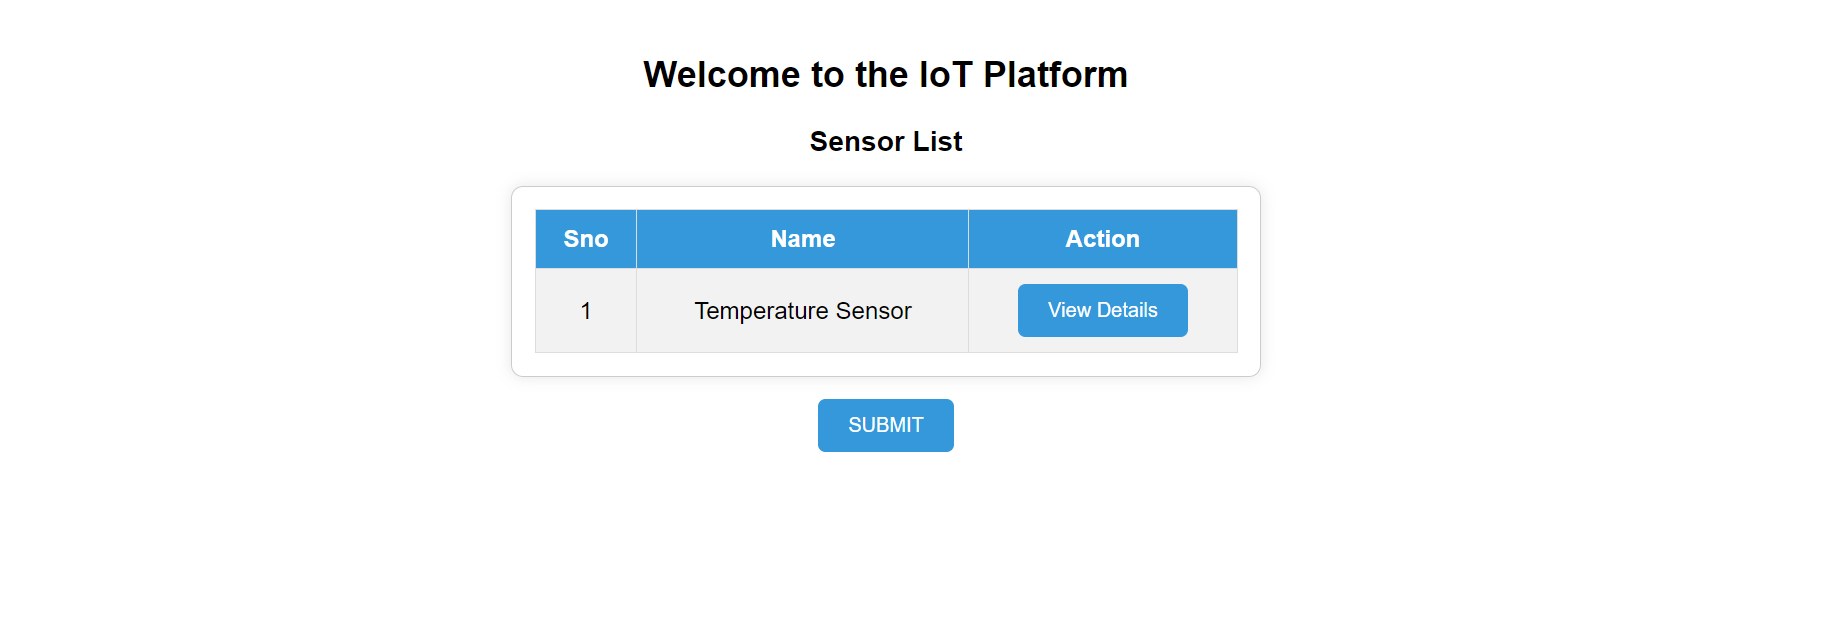 Welcome to the IoT Platform
Sensor List
Sno Name Action
1 Temperature Sensor View Details
SUBMIT